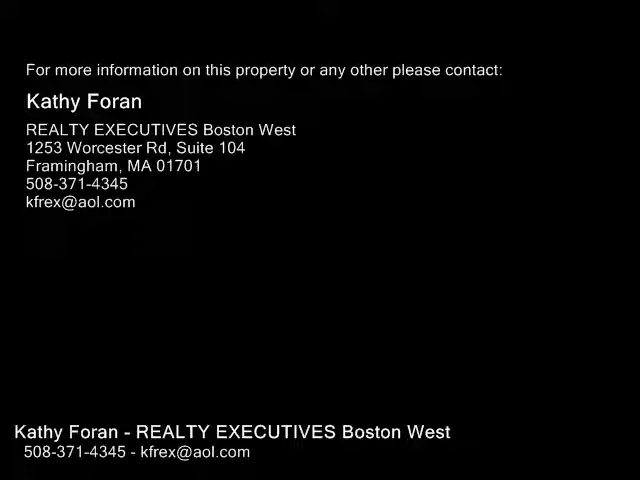 For more information on this property or any other please contact:
Kathy Foran
REALTY EXECUTIVES Boston West
1253 Worcester Rd, Suite 104
Framingham, MA 01701
508-371-4345
kfrex@aol.com
Kathy Foran - REALTY EXECUTIVES Boston West
508-371-4345 - kfrex@aol.com